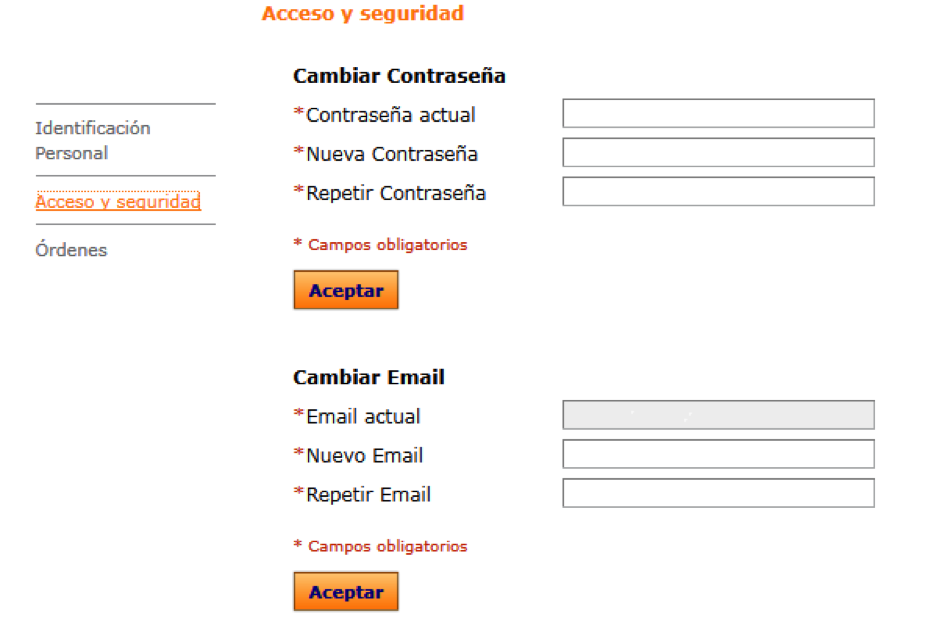 Acceso y seguridad
Identificación
Personal
Acceso y seguridad
Órdenes
Cambiar Contraseña
*Contraseña actual
*Nueva Contraseña
*Repetir Contraseña
* Campos obligatorios
Aceptar
Cambiar Email
*Email actual
*Nuevo Email
*Repetir Email
* Campos obligatorios
Aceptar